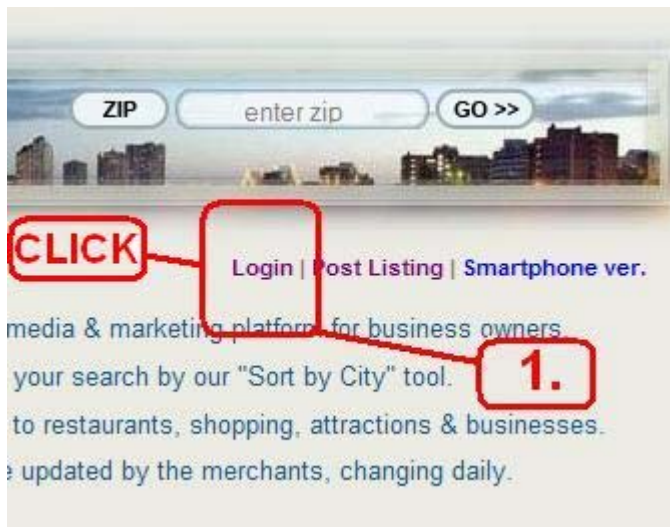 ZIP enter zip GO >>
CLICK
Login | Post Listing | Smartphone ver.
media & marketing platform for business owners.
your search by our "Sort by City" tool.
1.
to restaurants, shopping, attractions & businesses.
updated by the merchants, changing daily.